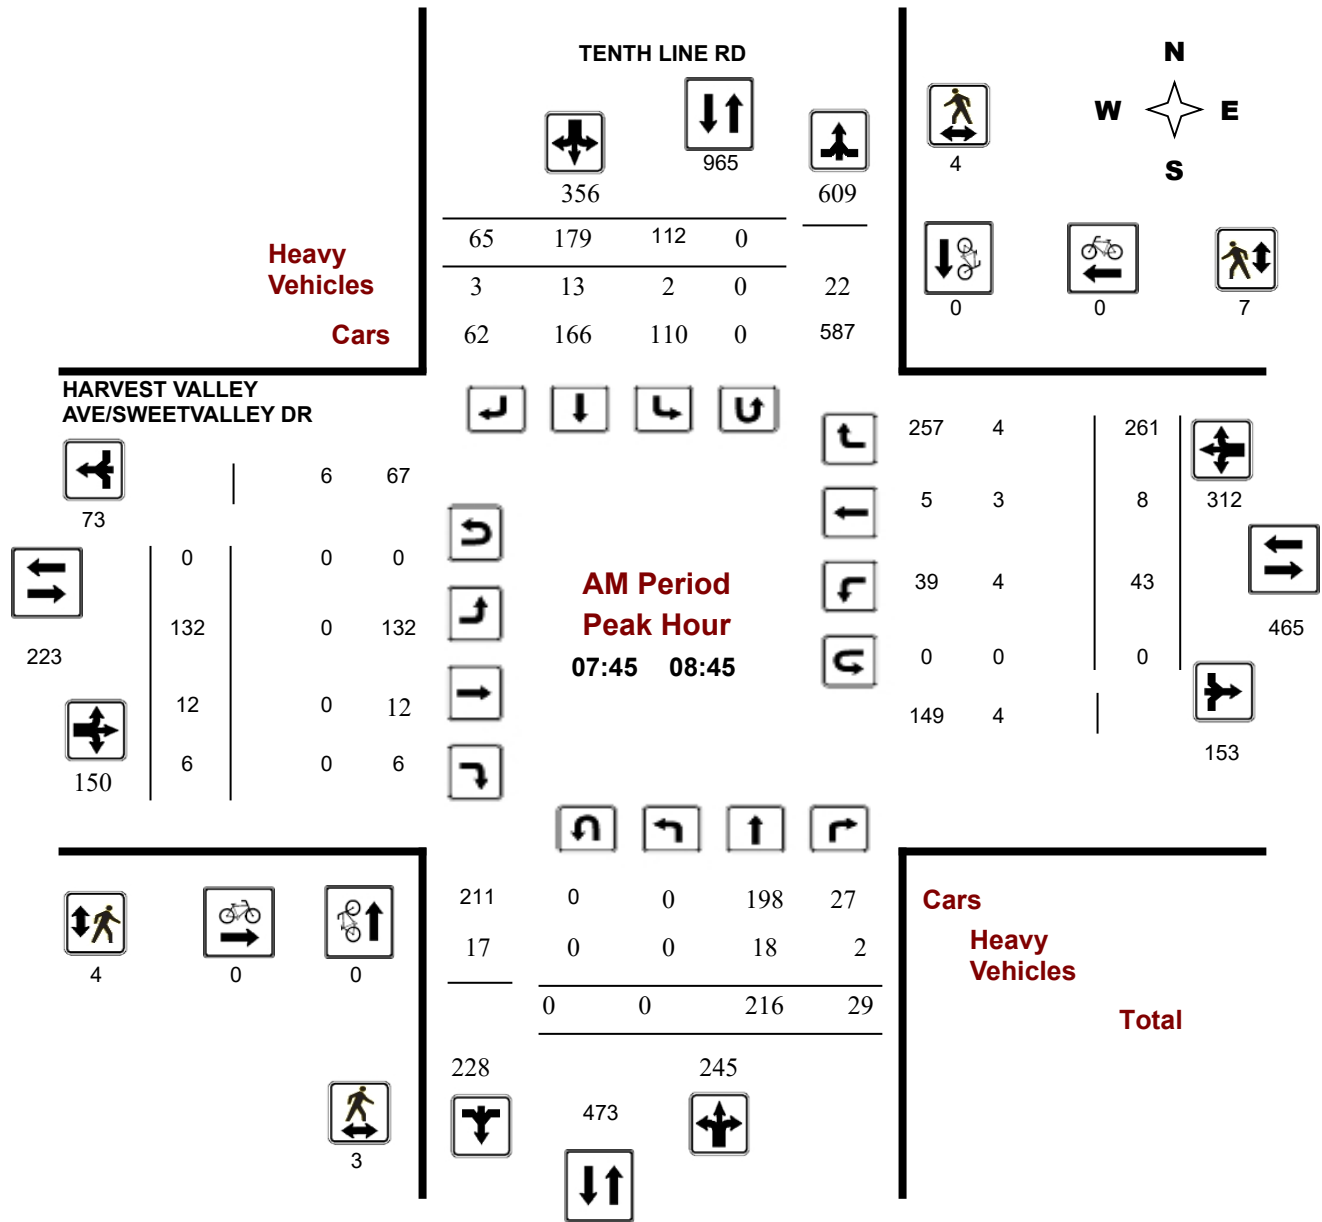 TENTH LINE RD
N
W E
S
965
4
356
609
65 179 112 0
Heavy
Vehicles
3 13 2 0 22
0 0 7
Cars
62 166 110 0 587
HARVEST VALLEY
AVE/SWEETVALLEY DR
257 4 261
6 67
73
5 3 8 312
0 0 0
AM Period
39 4 43
132 0 132
Peak Hour
465
223
07:45 08:45
0 0 0
12 0 12
149 4
6 0 6
153
150
211 0 0 198 27
Cars
17 0 0 18 2
Heavy
Vehicles
4 0 0
0 0 216 29
Total
228 245
473
3